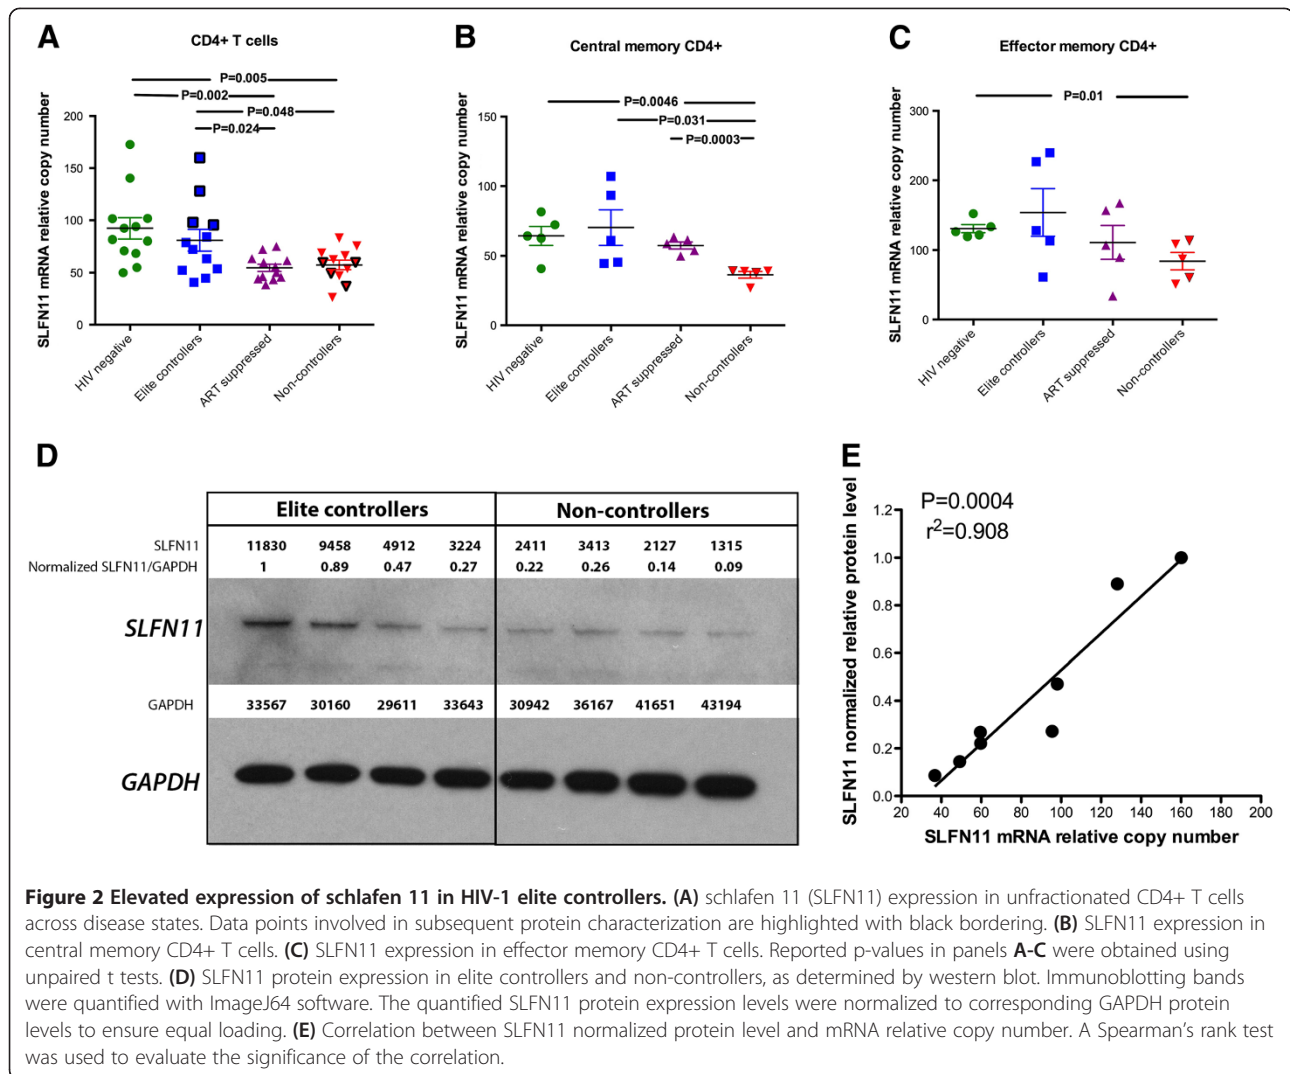 A
CD4+ T cells
P=0.005
P=0.002
P=0.048
P=0.024
SLFN11 mRNA relative copy number
200
150
100
50
0
HIV negative
Elite controllers
ART suppressed
Non-controllers
B
Central memory CD4+
P=0.0046
P=0.031
P=0.0003
SLFN11 mRNA relative copy number
150
100
50
0
HIV negative
Elite controllers
ART suppressed
Non-controllers
C
Effector memory CD4+
P=0.01
SLFN11 mRNA relative copy number
300
200
100
0
HIV negative
Elite controllers
ART suppressed
Non-controllers
D
Elite controllers Non-controllers
SLFN11 11830 9458 4912 3224 2411 3413 2127 1315
Normalized SLFN11/GAPDH 1 0.89 0.47 0.27 0.22 0.26 0.14 0.09
SLFN11
GAPDH 33567 30160 29611 33643 30942 36167 41651 43194
GAPDH
E
P=0.0004
r²=0.908
SLFN11 normalized relative protein level
1.2
1.0
0.8
0.6
0.4
0.2
0.0
20 40 60 80 100 120 140 160 180 200
SLFN11 mRNA relative copy number
Figure 2 Elevated expression of schlafen 11 in HIV-1 elite controllers. (A) schlafen 11 (SLFN11) expression in unfractionated CD4+ T cells
across disease states. Data points involved in subsequent protein characterization are highlighted with black bordering. (B) SLFN11 expression in
central memory CD4+ T cells. (C) SLFN11 expression in effector memory CD4+ T cells. Reported p-values in panels A-C were obtained using
unpaired t tests. (D) SLFN11 protein expression in elite controllers and non-controllers, as determined by western blot. Immunoblotting bands
were quantified with ImageJ64 software. The quantified SLFN11 protein expression levels were normalized to corresponding GAPDH protein
levels to ensure equal loading. (E) Correlation between SLFN11 normalized protein level and mRNA relative copy number. A Spearman's rank test
was used to evaluate the significance of the correlation.